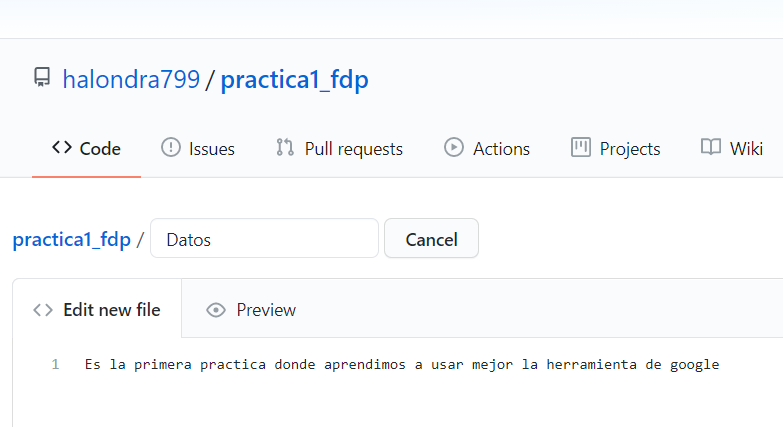 halondra799 / practica1_fdp
Code Issues Pull requests Actions Projects Wiki
practica1_fdp / Datos Cancel
Edit new file Preview
1 Es la primera practica donde aprendimos a usar mejor la herramienta de google